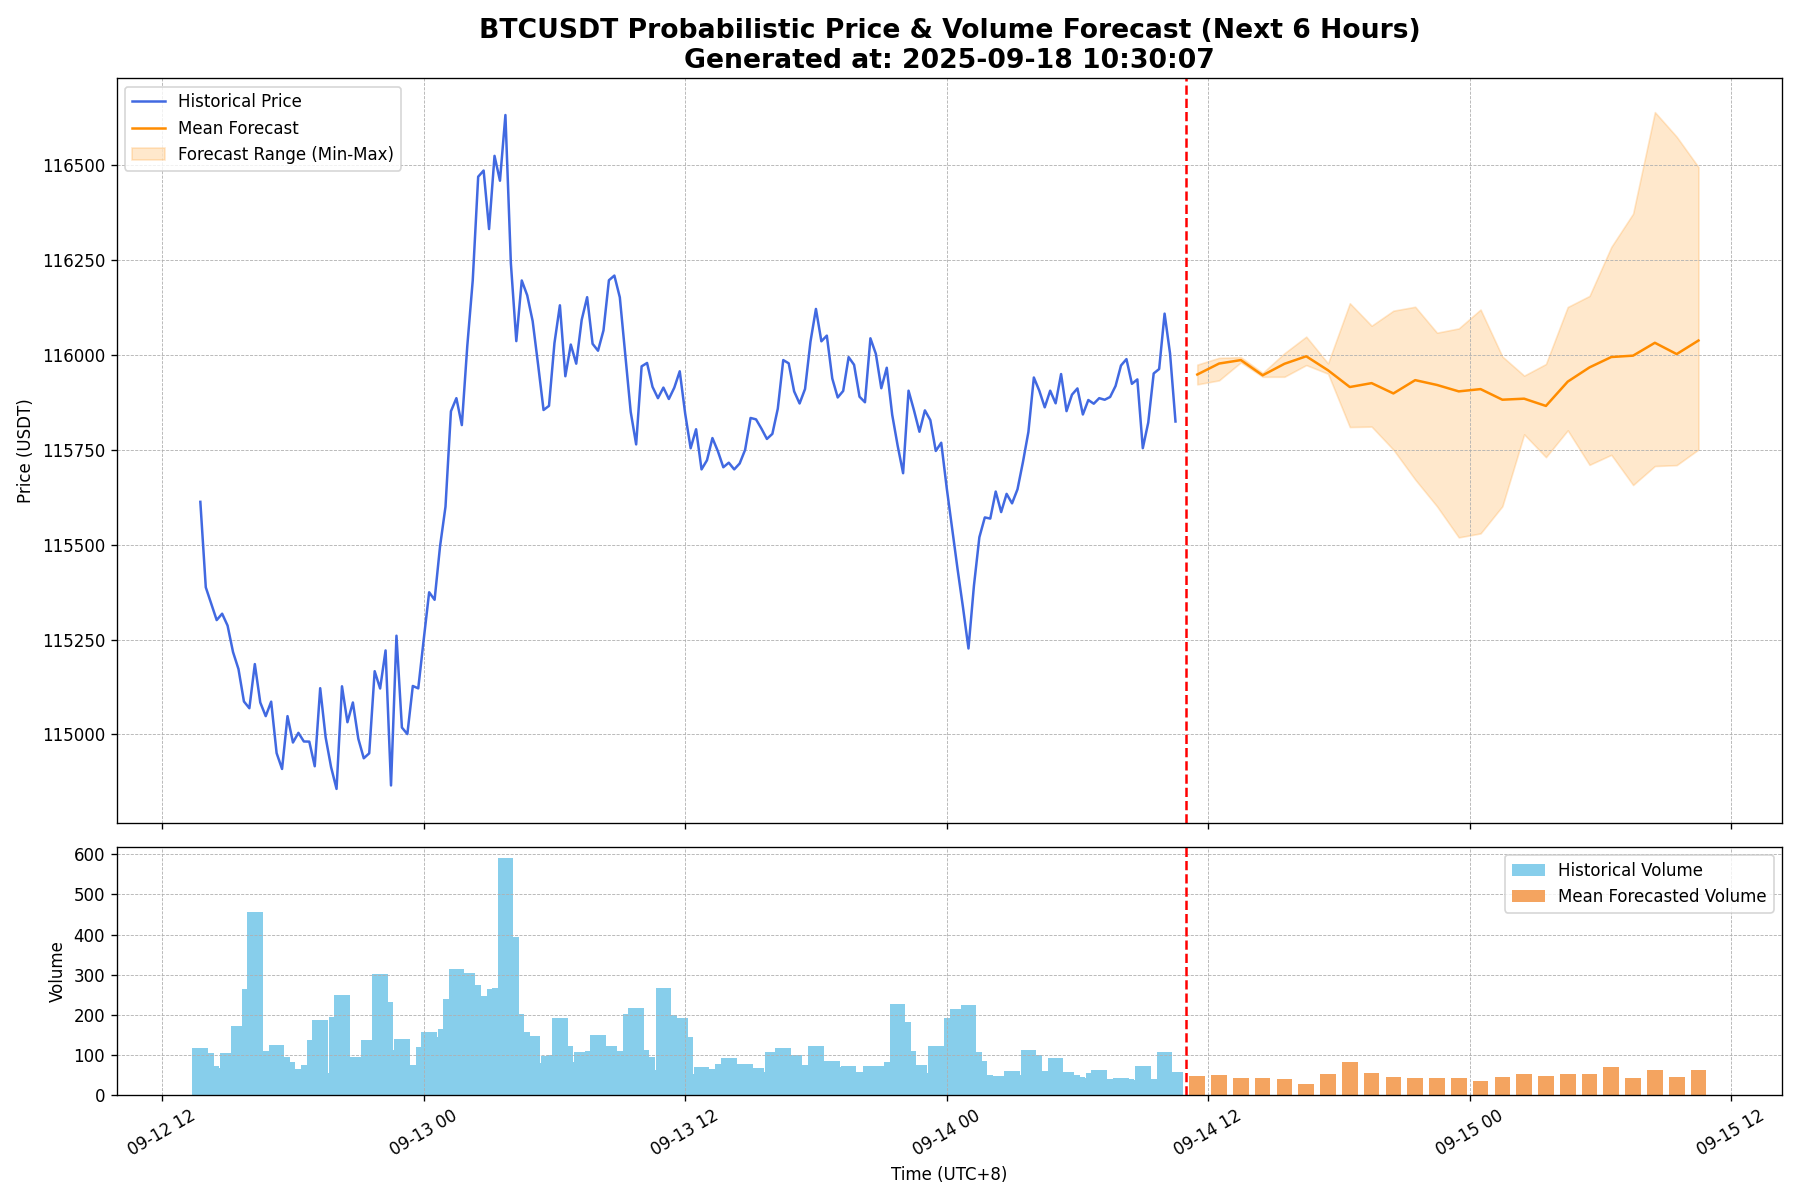 BTCUSDT Probabilistic Price & Volume Forecast (Next 6 Hours)
Generated at: 2025-09-18 10:30:07
Historical Price
Mean Forecast
Forecast Range (Min-Max)
116500
116250
116000
115750
115500
115250
115000
Price (USDT)
Historical Volume
Mean Forecasted Volume
600
500
400
300
200
100
0
Volume
09-12 12
09-13 00
09-13 12
09-14 00
09-14 12
09-15 00
09-15 12
Time (UTC+8)